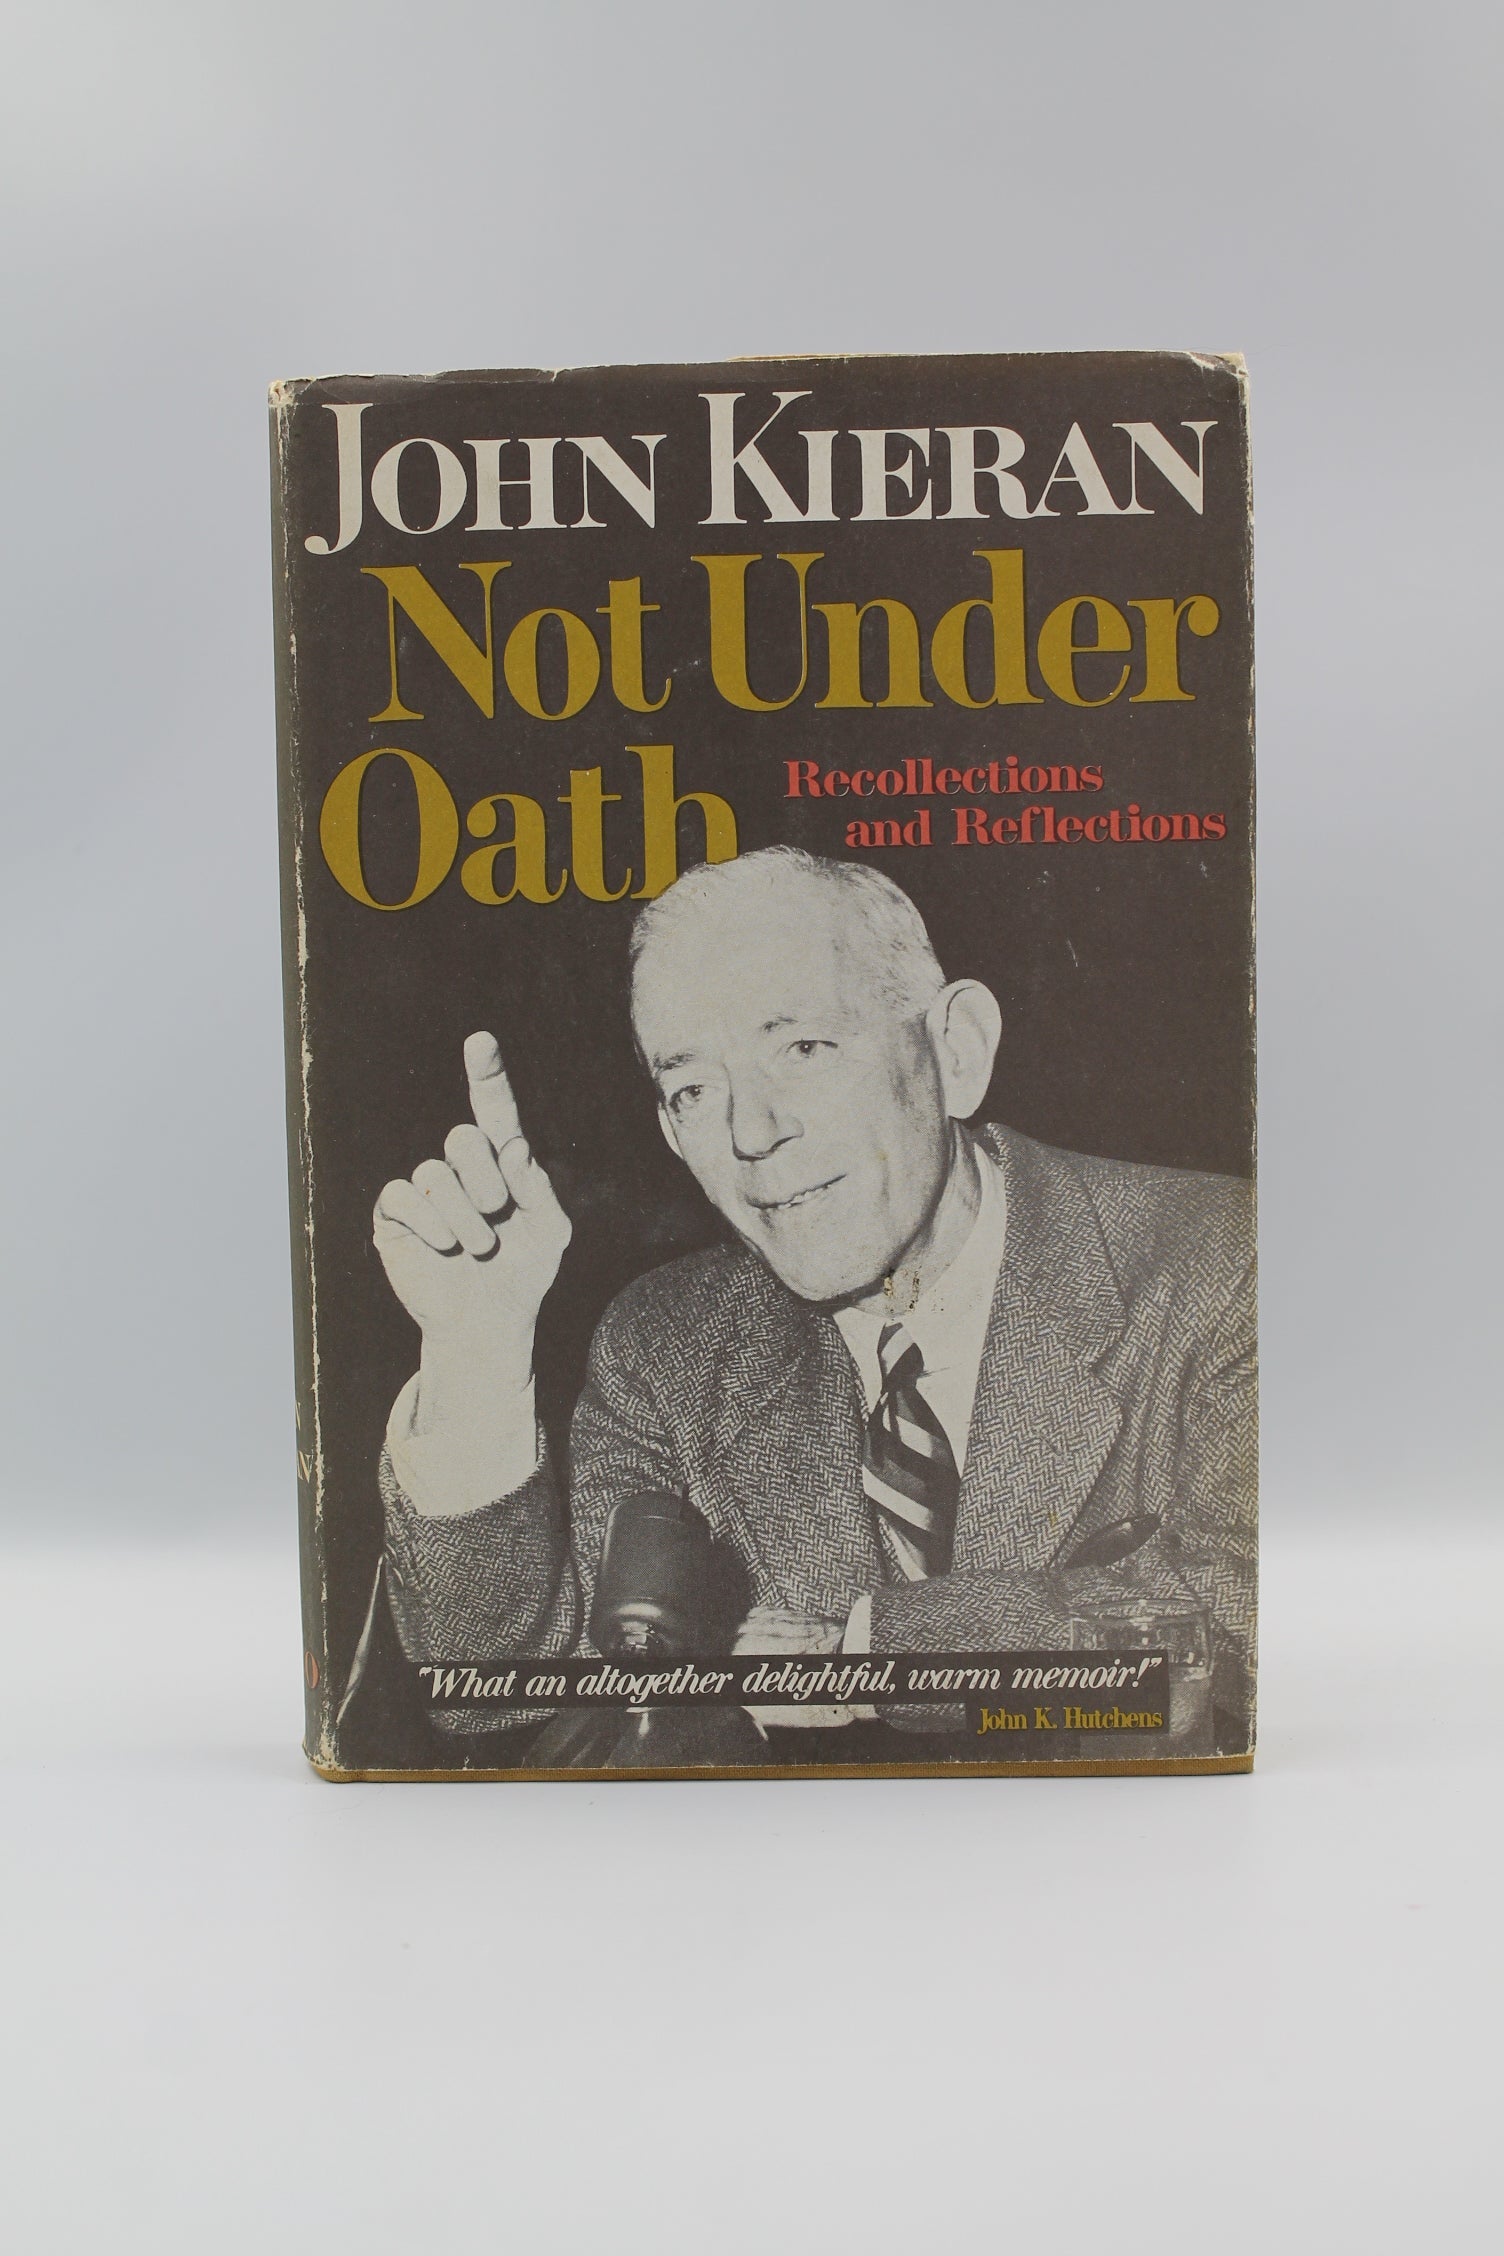 JOHN KIERAN
Not Under
Oath
Recollections
and Reflections
"What an altogether delightful, warm memoir!"
John K. Hutchens